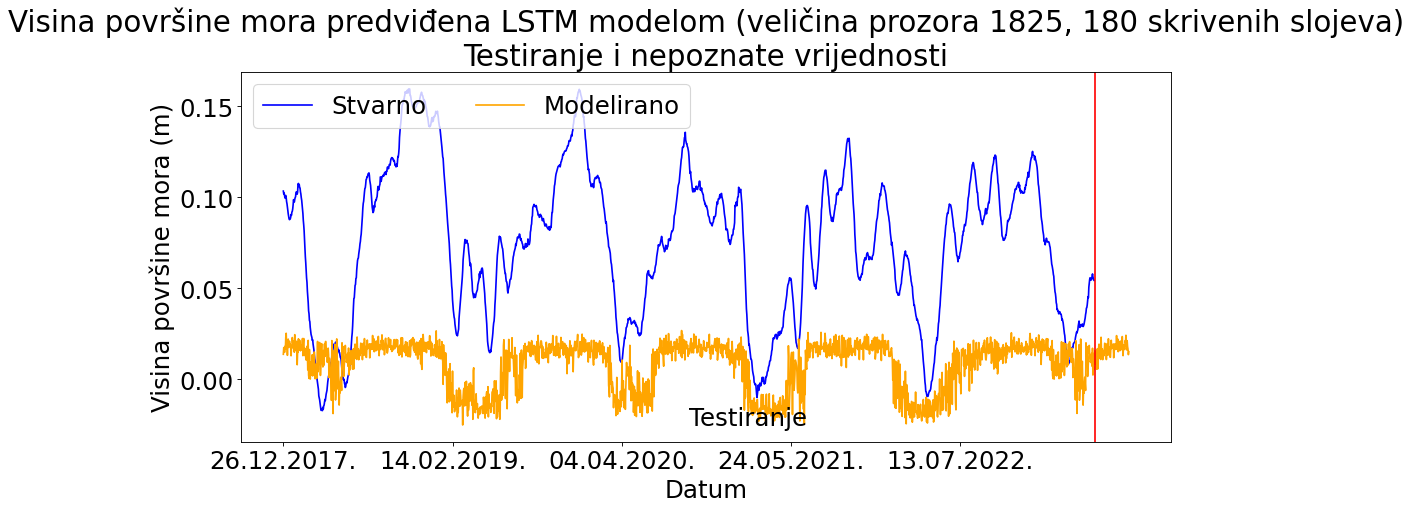 Visina površine mora predviđena LSTM modelom (veličina prozora 1825, 180 skrivenih slojeva)
Testiranje i nepoznate vrijednosti
Stvarno
Modelirano
Visina površine mora (m)
0.15
0.10
0.05
0.00
Testiranje
26.12.2017.
14.02.2019.
04.04.2020.
24.05.2021.
13.07.2022.
Datum